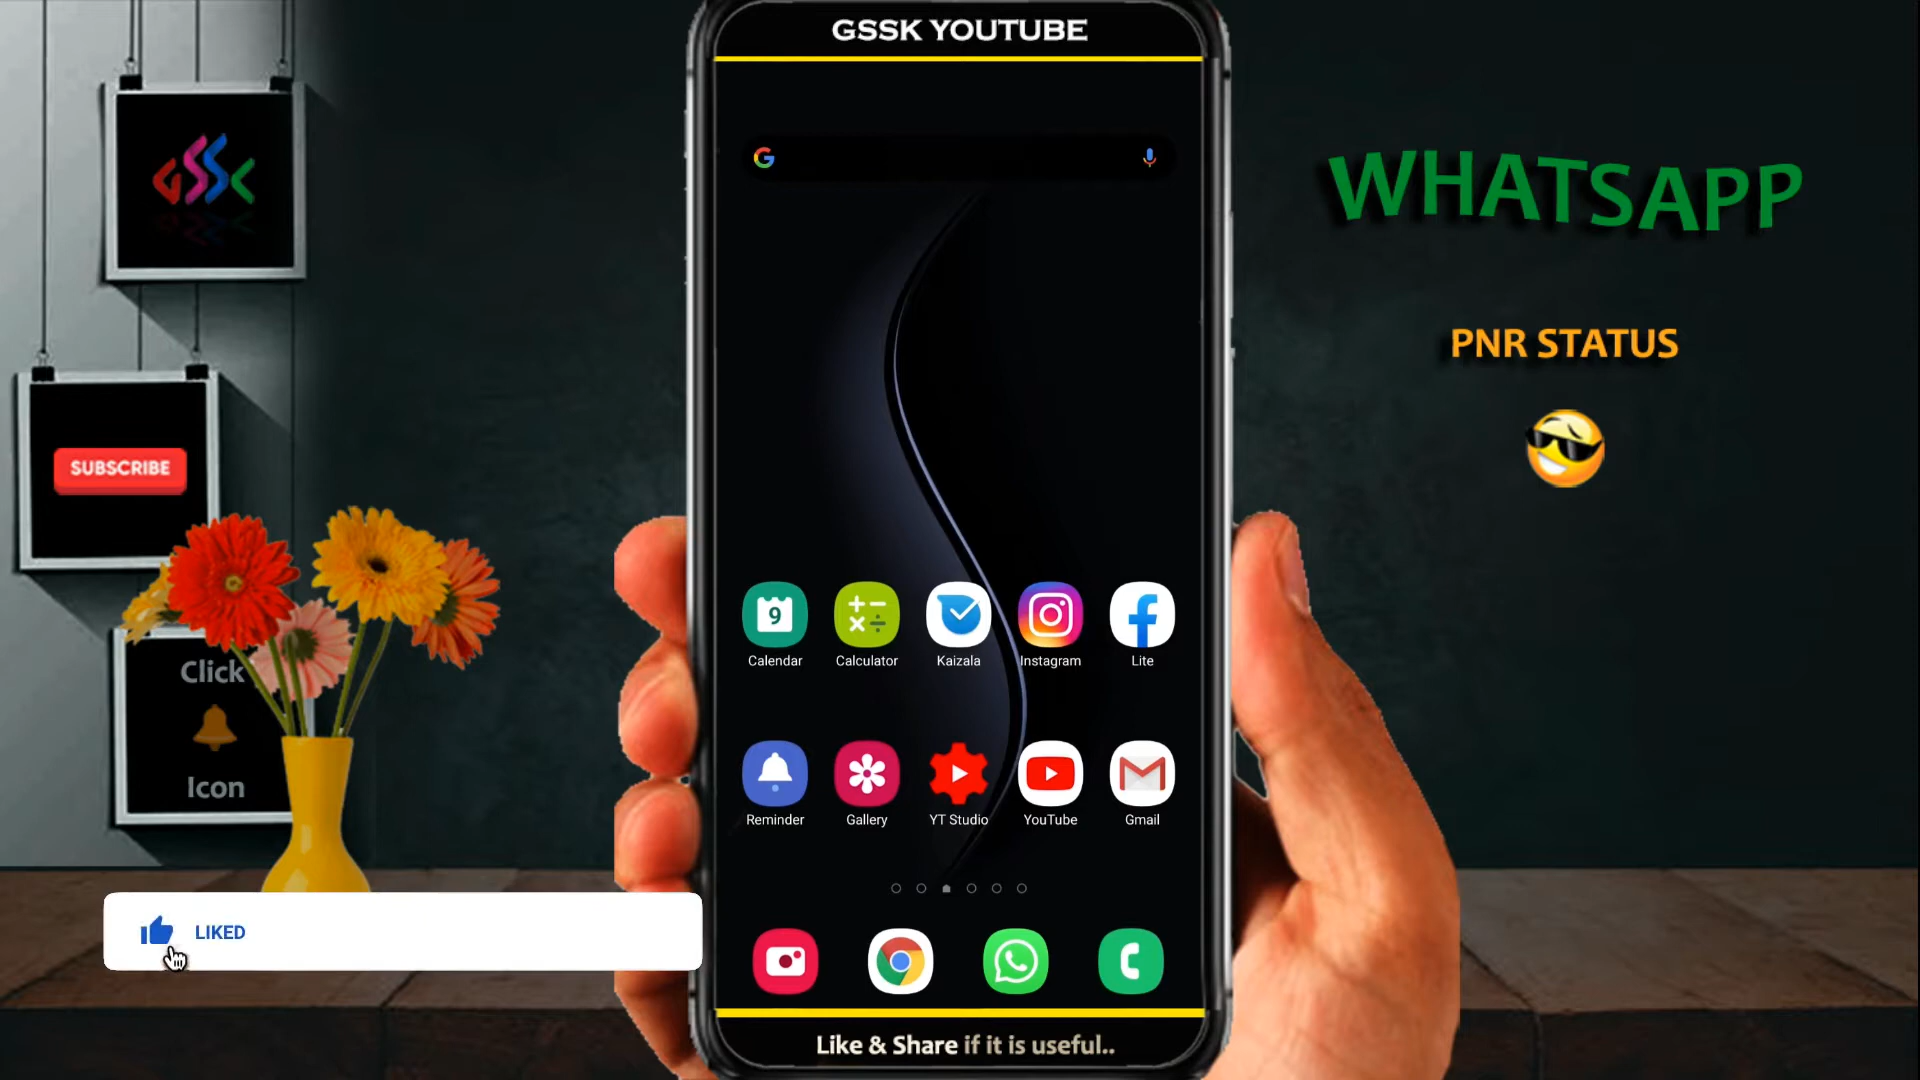 GSSK YOUTUBE
GSSK
SUBSCRIBE
Click
Icon
LIKED
WHATSAPP
PNR STATUS
9
Calendar
Calculator
Kaizala
Instagram
Lite
Reminder
Gallery
YT Studio
YouTube
Gmail
Like & Share if it is useful..